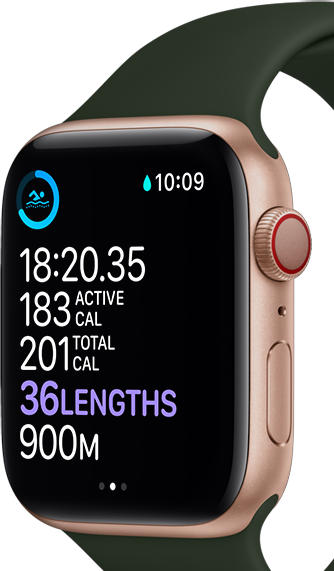 10:09
18:20.35
183 ACTIVE CAL
201 TOTAL CAL
36LENGTHS
900M